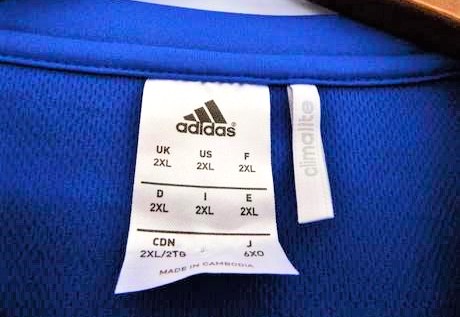 adidas
UK US F
2XL 2XL 2XL
D I E
2XL 2XL 2XL
CDN J
2XL/2TG 6XO
MADE IN CAMBODIA
climalite